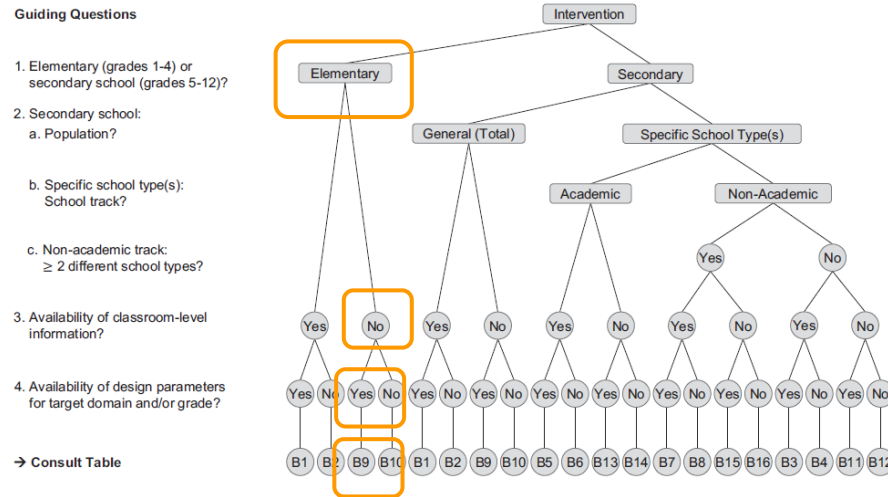 Guiding Questions
Intervention
1. Elementary (grades 1-4) or
secondary school (grades 5-12)?
Elementary
Secondary
2. Secondary school:
a. Population?
General (Total)
Specific School Type(s)
b. Specific school type(s):
School track?
Academic
Non-Academic
c. Non-academic track:
≥ 2 different school types?
Yes No
3. Availability of classroom-level
information?
Yes No Yes No Yes No Yes No Yes No
4. Availability of design parameters
for target domain and/or grade?
Yes No Yes No Yes No Yes No Yes No Yes No Yes No Yes No Yes No Yes No
→ Consult Table
B1 B2 B9 B10 B1 B2 B9 B10 B5 B6 B13 B14 B7 B8 B15 B16 B3 B4 B11 B12